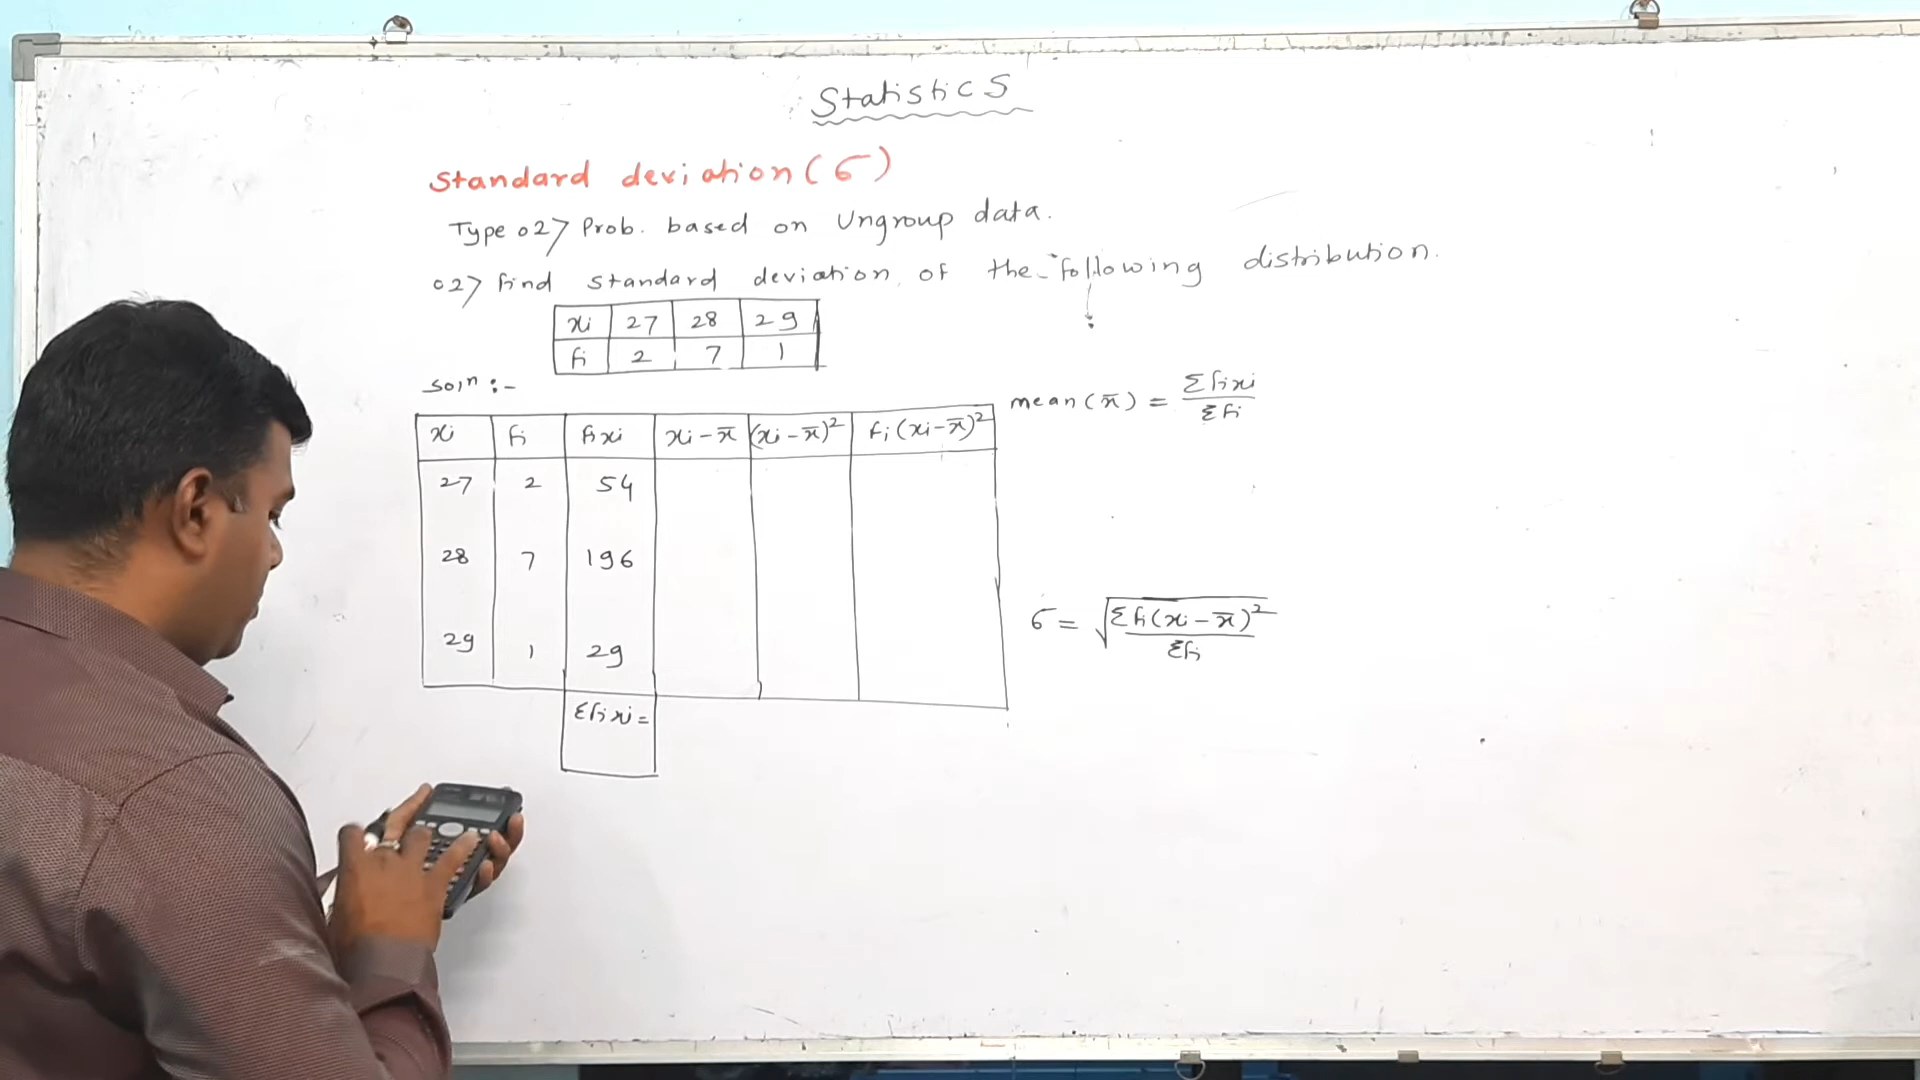 Statistics
Standard deviation (σ)
Type 02> Prob. based on Ungroup data.
02> find standard deviation of the following distribution.
xi 27 28 29
fi 2 7 1
Soln :-
mean (x̄) = Σfixi / Σfi
xi fi fixi xi - x̄ (xi - x̄)² fi (xi - x̄)²
27 2 54
28 7 196
29 1 29
σ = √Σfi(xi - x̄)² / Σfi
Σfixi =